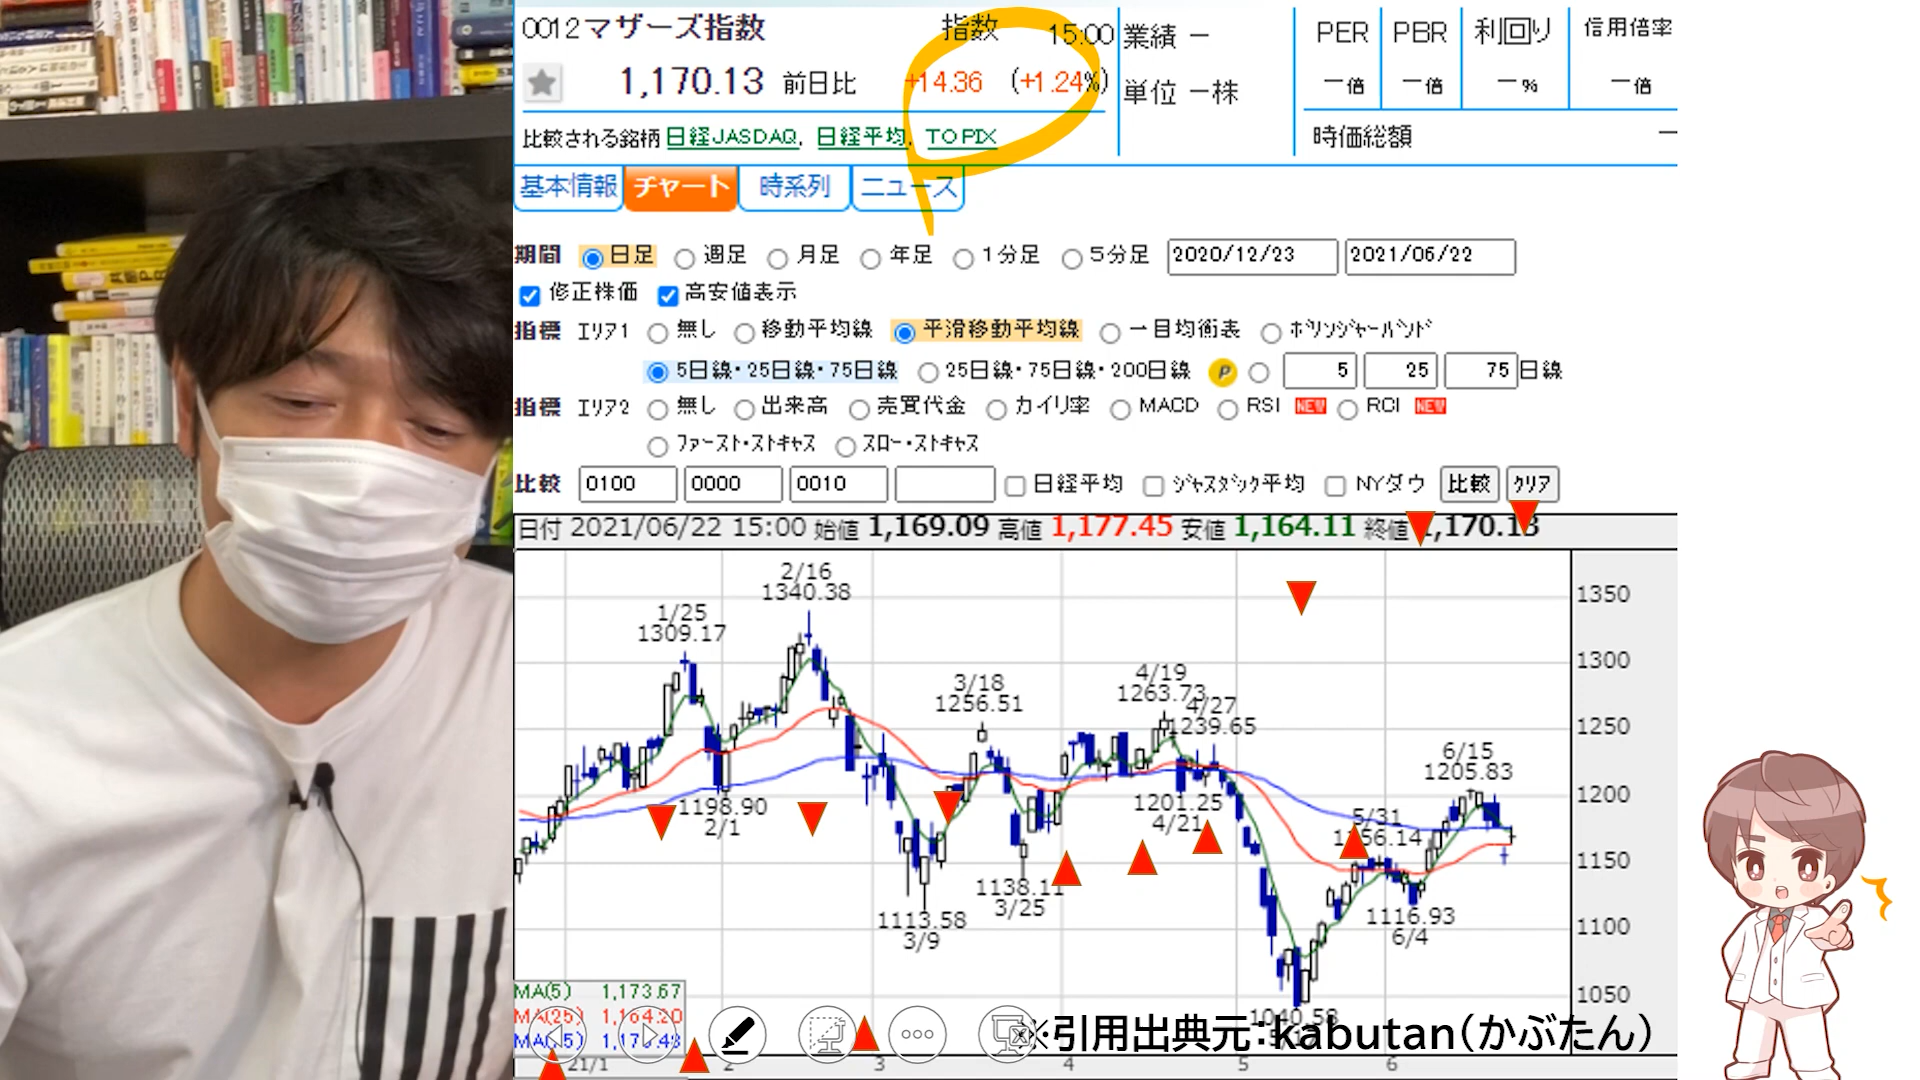 0012マザーズ指数 指数 15:00 業績 － PER PBR 利回り 信用倍率
1,170.13 前日比 +14.36 (+1.24%) 単位 －株 －倍 －倍 －% －倍
比較される銘柄 日経JASDAQ, 日経平均, TOPIX 時価総額 －
基本情報 チャート 時系列 ニュース
期間 日足 週足 月足 年足 1分足 5分足 2020/12/23 2021/06/22
修正株価 高安値表示
指標 エリア1 無し 移動平均線 平滑移動平均線 一目均衡表 ボリンジャーバンド
5日線・25日線・75日線 25日線・75日線・200日線 P 5 25 75 日線
指標 エリア2 無し 出来高 売買代金 カイリ率 MACD RSI NEW RCI NEW
ファースト・ストキャス スロー・ストキャス
比較 0100 0000 0010 日経平均 ジャスダック平均 NYダウ 比較 クリア
日付 2021/06/22 15:00 始値 1,169.09 高値 1,177.45 安値 1,164.11 終値 1,170.13
2/16
1340.38
1350
1/25
1309.17
1300
4/19
1263.73
3/18
1256.51
4/27
1239.65
1250
6/15
1205.83
1200
1198.90
2/1
1201.25
4/21
5/31
1156.14
1150
1138.11
3/25
1113.58
3/9
1116.93
6/4
1100
MA(5) 1,173.67
1050
MA(25) 1,164.20
1040.58
※引用出典元：kabutan（かぶたん）
21/1 2 3 4 5 6